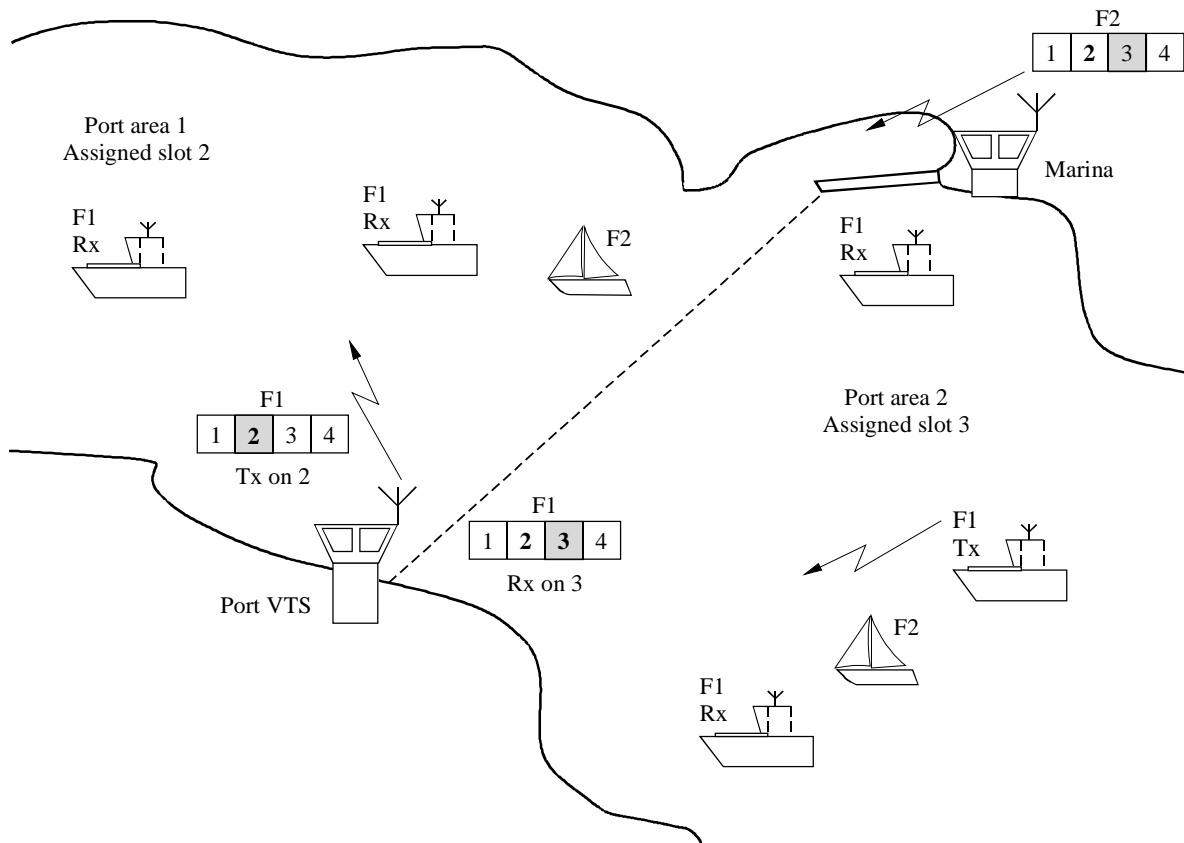 F2
1 2 3 4
Port area 1
Assigned slot 2
Marina
F1
Rx
F1
Rx
F2
F1
Rx
Port area 2
Assigned slot 3
F1
1 2 3 4
Tx on 2
F1
1 2 3 4
Rx on 3
F1
Tx
Port VTS
F2
F1
Rx